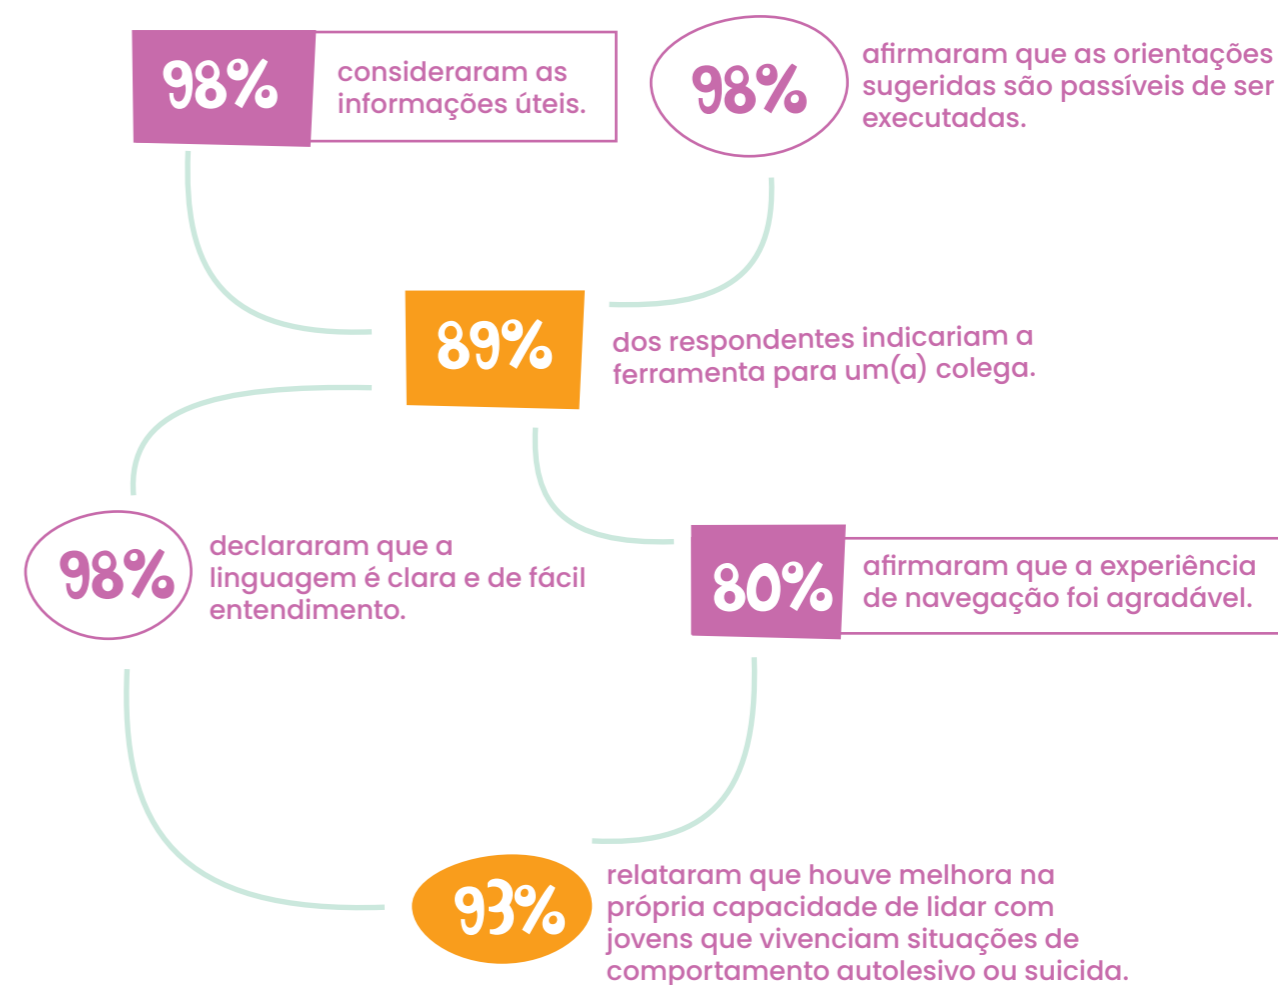 98%
consideraram as
informações úteis.
98%
afirmaram que as orientações
sugeridas são passíveis de ser
executadas.
89%
dos respondentes indicariam a
ferramenta para um(a) colega.
98%
declararam que a
linguagem é clara e de fácil
entendimento.
80%
afirmaram que a experiência
de navegação foi agradável.
93%
relataram que houve melhora na
própria capacidade de lidar com
jovens que vivenciam situações de
comportamento autolesivo ou suicida.